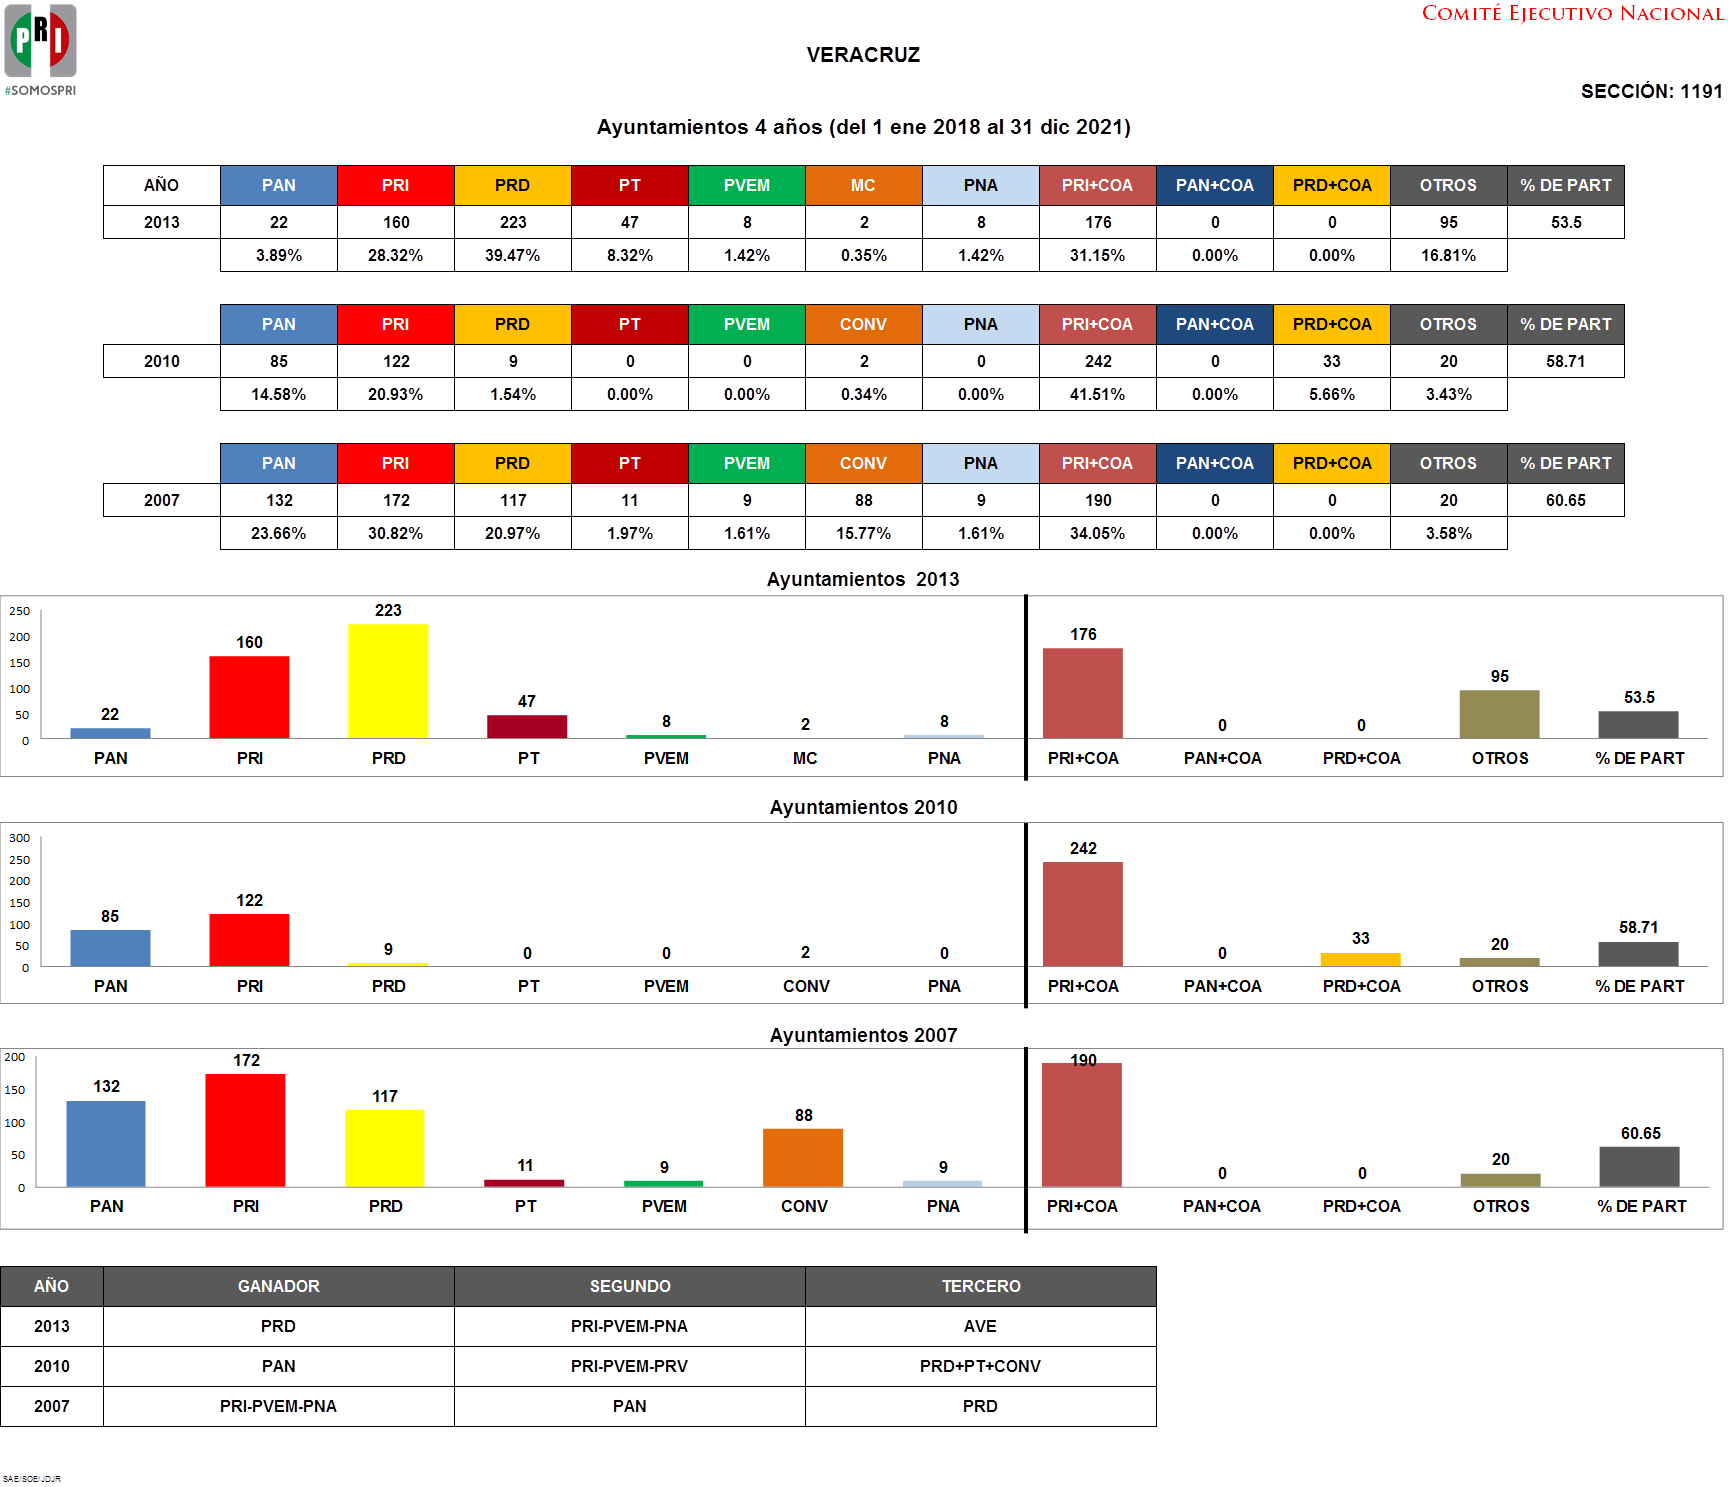 PRI
#SOMOSPRI
COMITÉ EJECUTIVO NACIONAL
VERACRUZ
SECCIÓN: 1191
Ayuntamientos 4 años (del 1 ene 2018 al 31 dic 2021)
AÑO PAN PRI PRD PT PVEM MC PNA PRI+COA PAN+COA PRD+COA OTROS % DE PART
2013 22 160 223 47 8 2 8 176 0 0 95 53.5
3.89% 28.32% 39.47% 8.32% 1.42% 0.35% 1.42% 31.15% 0.00% 0.00% 16.81%
PAN PRI PRD PT PVEM CONV PNA PRI+COA PAN+COA PRD+COA OTROS % DE PART
2010 85 122 9 0 0 2 0 242 0 33 20 58.71
14.58% 20.93% 1.54% 0.00% 0.00% 0.34% 0.00% 41.51% 0.00% 5.66% 3.43%
PAN PRI PRD PT PVEM CONV PNA PRI+COA PAN+COA PRD+COA OTROS % DE PART
2007 132 172 117 11 9 88 9 190 0 0 20 60.65
23.66% 30.82% 20.97% 1.97% 1.61% 15.77% 1.61% 34.05% 0.00% 0.00% 3.58%
Ayuntamientos 2013
250
200
150
100
50
0
22 160 223 47 8 2 8 176 0 0 95 53.5
PAN PRI PRD PT PVEM MC PNA PRI+COA PAN+COA PRD+COA OTROS % DE PART
Ayuntamientos 2010
300
250
200
150
100
50
0
85 122 9 0 0 2 0 242 0 33 20 58.71
PAN PRI PRD PT PVEM CONV PNA PRI+COA PAN+COA PRD+COA OTROS % DE PART
Ayuntamientos 2007
200
150
100
50
0
132 172 117 11 9 88 9 190 0 0 20 60.65
PAN PRI PRD PT PVEM CONV PNA PRI+COA PAN+COA PRD+COA OTROS % DE PART
AÑO GANADOR SEGUNDO TERCERO
2013 PRD PRI-PVEM-PNA AVE
2010 PAN PRI-PVEM-PRV PRD+PT+CONV
2007 PRI-PVEM-PNA PAN PRD
SAE/SOE/JDJR